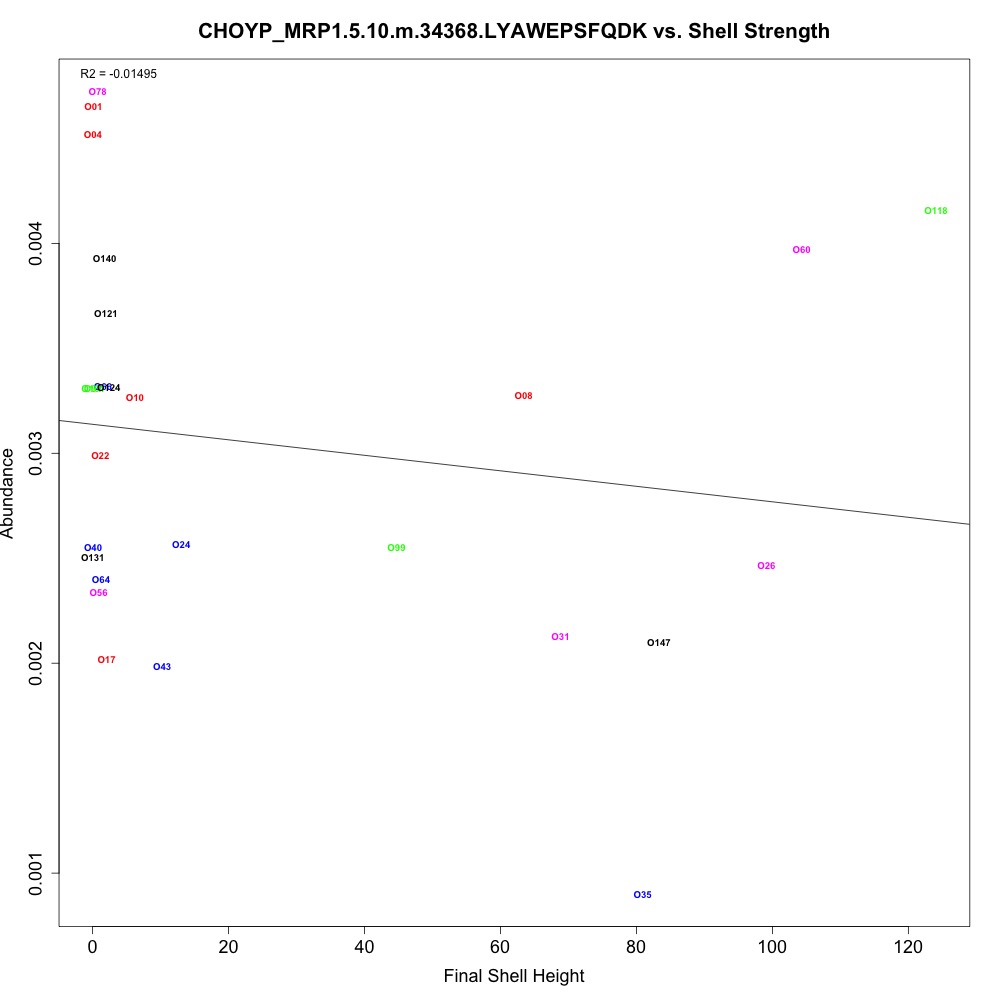 CHOYP_MRP1.5.10.m.34368.LYAWEPSFQDK vs. Shell Strength
R2 = -0.01495
O78
O01
O04
O118
0.004
O60
O140
O121
O124
O10
O08
0.003
O22
Abundance
O40
O24
O99
O131
O26
O64
O56
O31
O147
0.002
O17
O43
0.001
O35
0 20 40 60 80 100 120
Final Shell Height